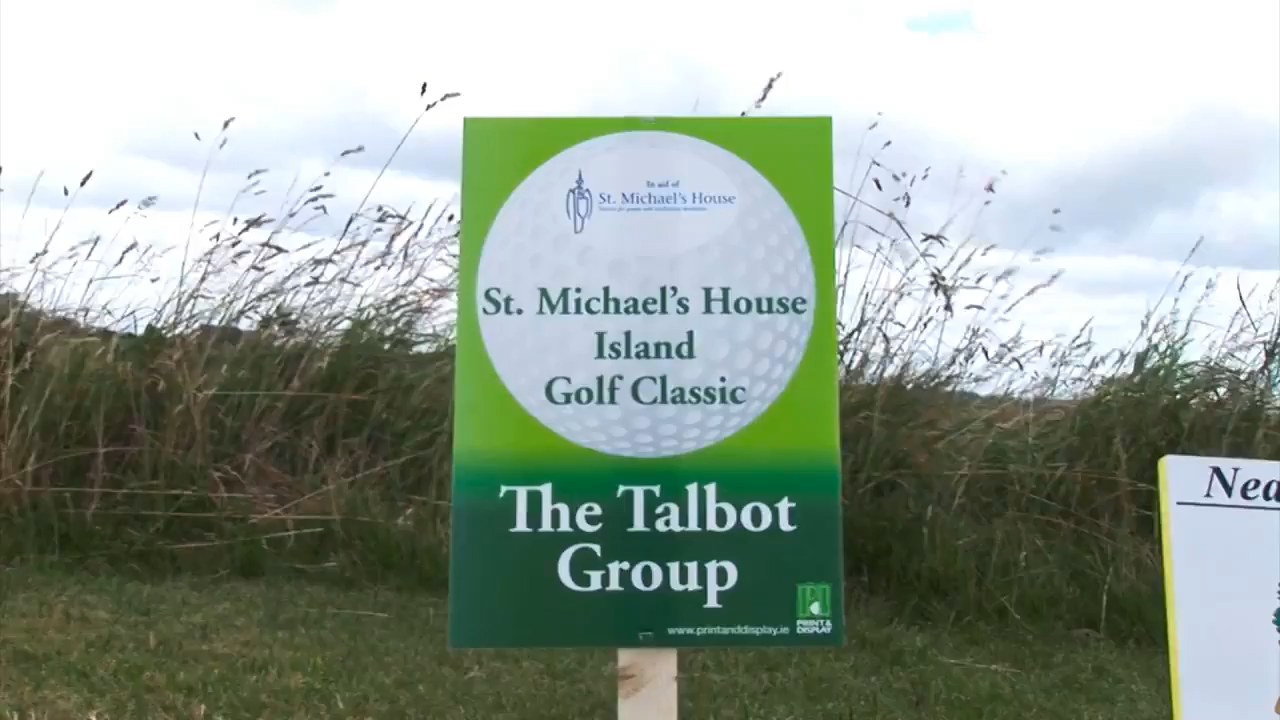 In aid of
St. Michael's House
St. Michael's House
Island
Golf Classic
The Talbot
Group
www.printanddisplay.ie
PRINT &
DISPLAY